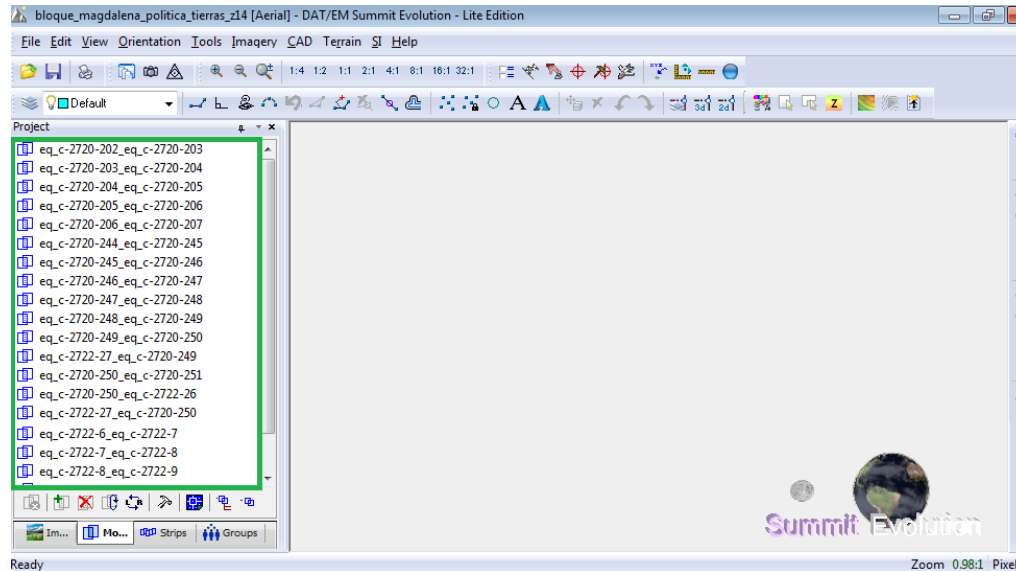 bloque_magdalena_politica_tierras_z14 [Aerial] - DAT/EM Summit Evolution - Lite Edition
File Edit View Orientation Tools Imagery CAD Terrain SI Help
1:4 1:2 1:1 2:1 4:1 8:1 16:1 32:1
Default
Project
eq_c-2720-202_eq_c-2720-203
eq_c-2720-203_eq_c-2720-204
eq_c-2720-204_eq_c-2720-205
eq_c-2720-205_eq_c-2720-206
eq_c-2720-206_eq_c-2720-207
eq_c-2720-244_eq_c-2720-245
eq_c-2720-245_eq_c-2720-246
eq_c-2720-246_eq_c-2720-247
eq_c-2720-247_eq_c-2720-248
eq_c-2720-248_eq_c-2720-249
eq_c-2720-249_eq_c-2720-250
eq_c-2722-27_eq_c-2720-249
eq_c-2720-250_eq_c-2720-251
eq_c-2720-250_eq_c-2722-26
eq_c-2722-27_eq_c-2720-250
eq_c-2722-6_eq_c-2722-7
eq_c-2722-7_eq_c-2722-8
eq_c-2722-8_eq_c-2722-9
Im... Mo... Strips Groups
Summit Evolution
Ready Zoom 0.98:1 Pixel